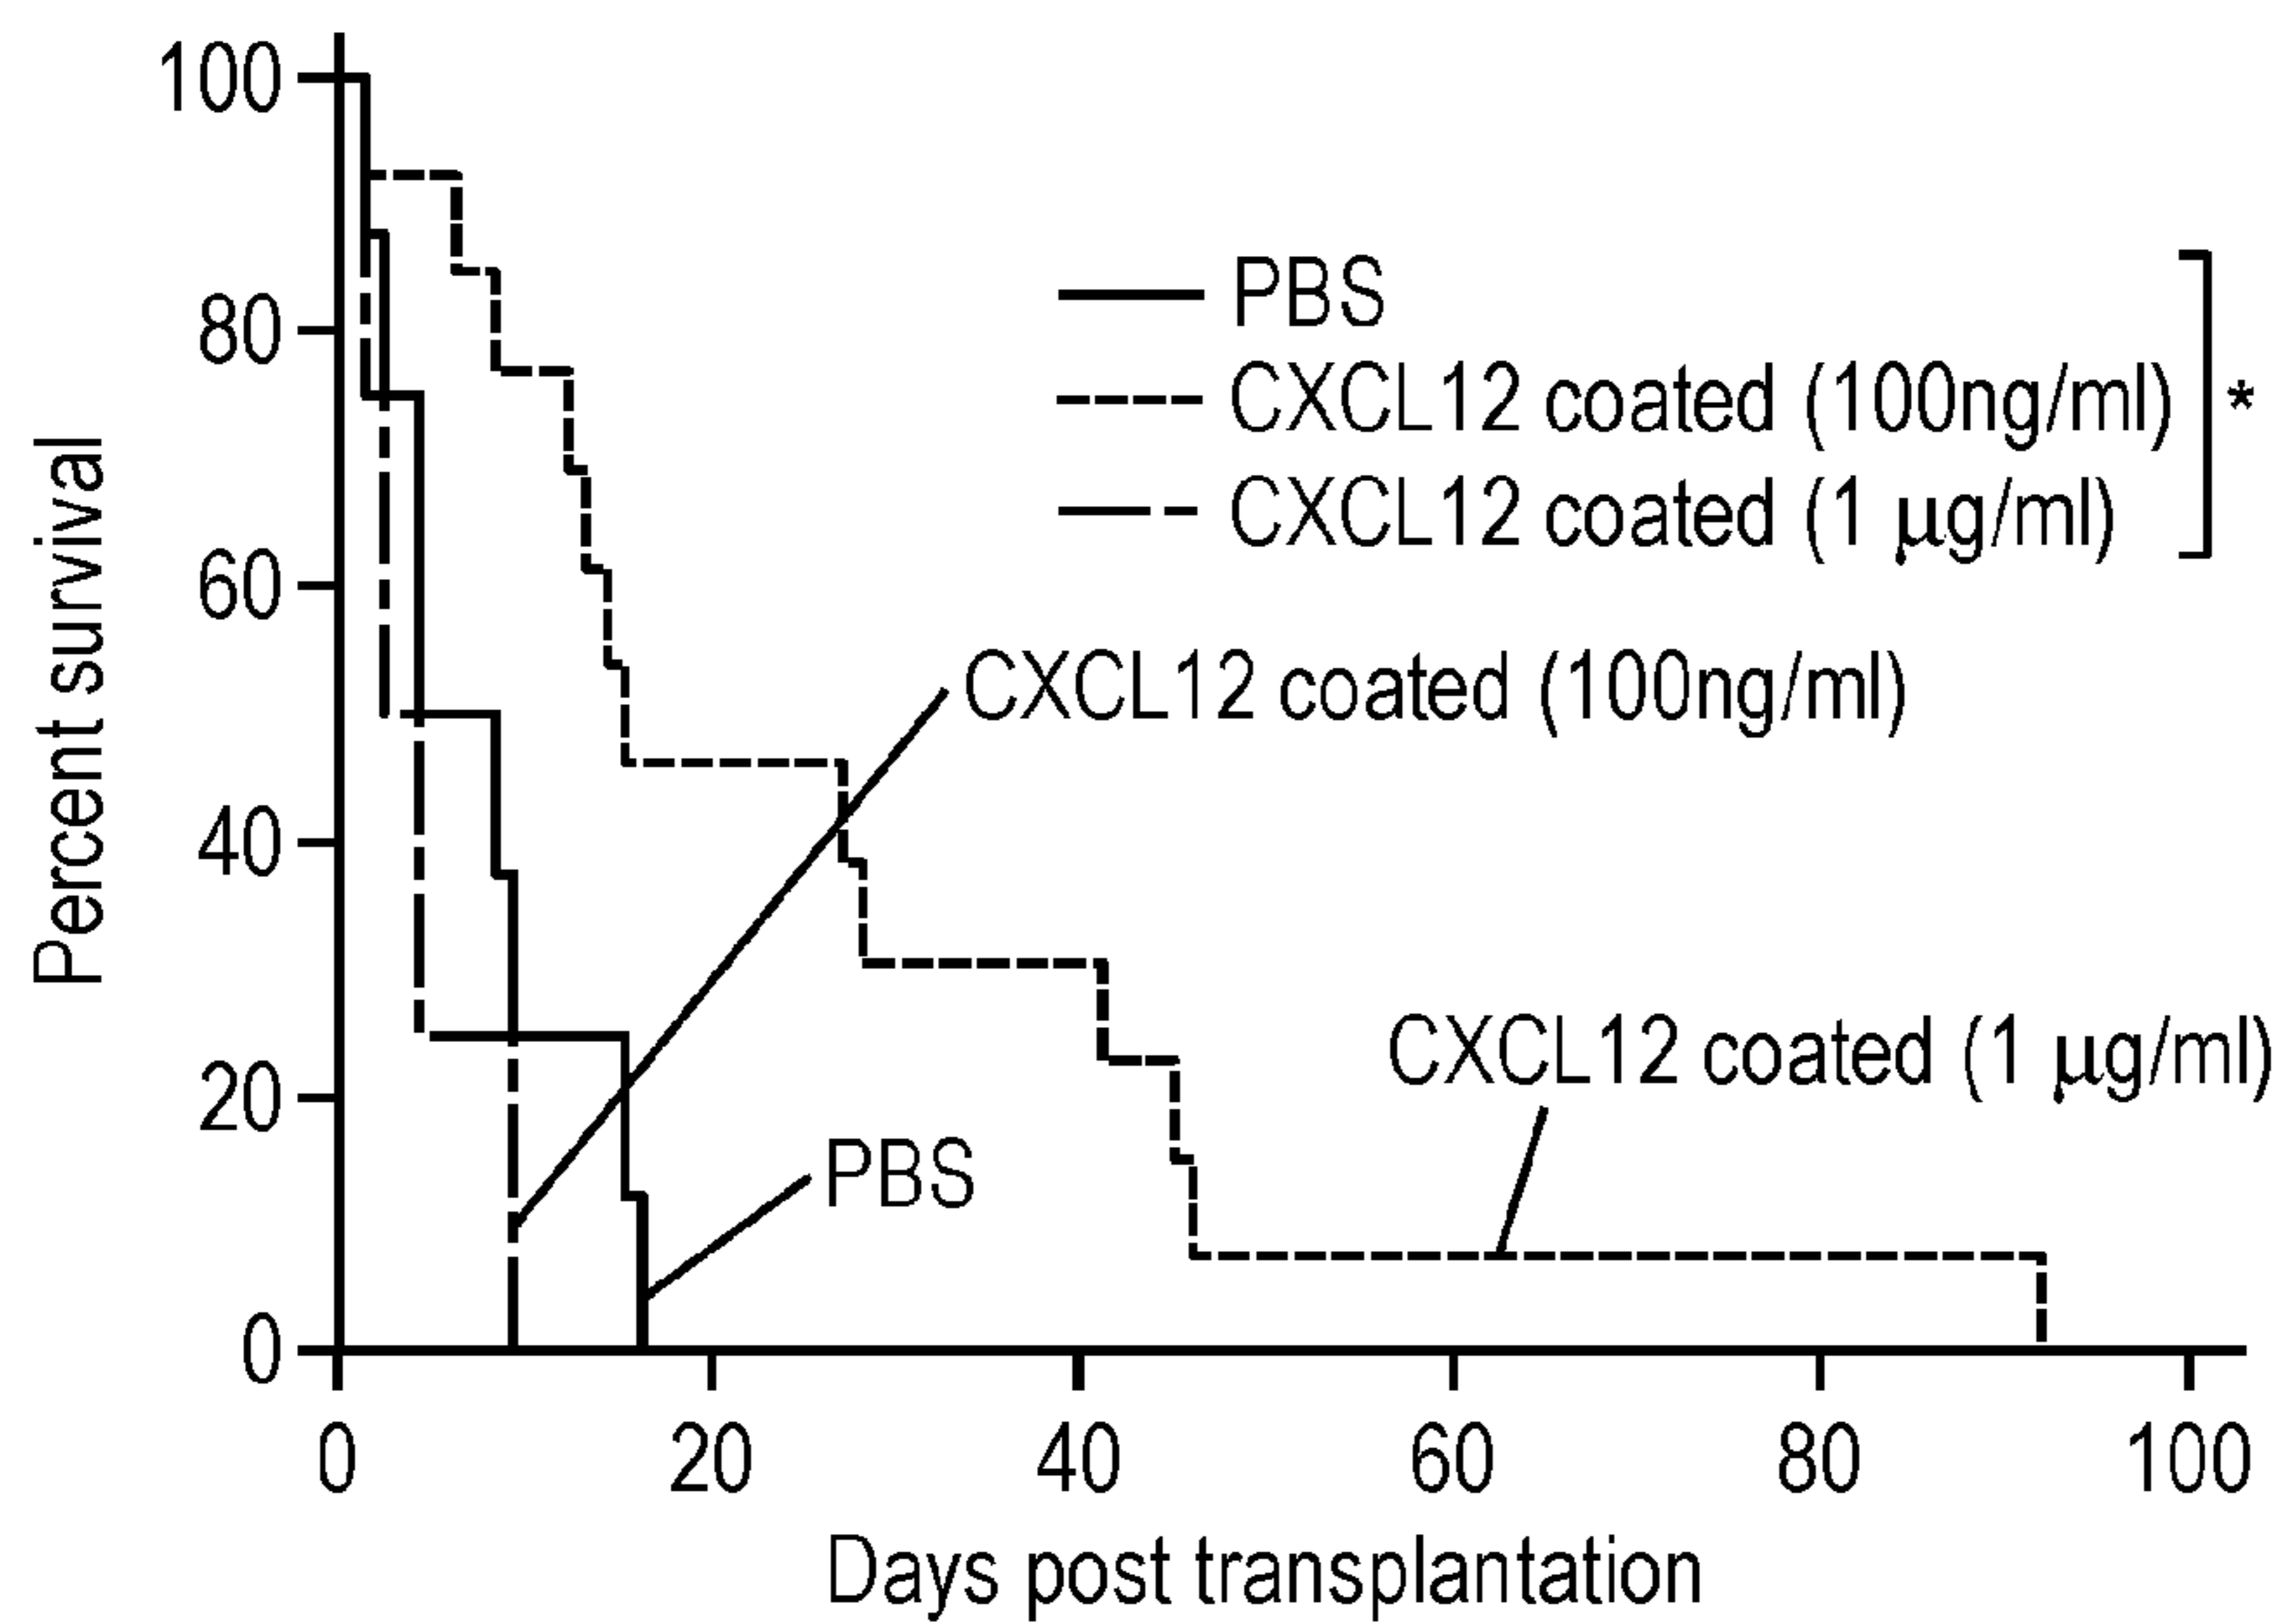 100
80
60
40
20
0
Percent survival
PBS
CXCL12 coated (100ng/ml)
CXCL12 coated (1 μg/ml)
*
CXCL12 coated (100ng/ml)
CXCL12 coated (1 μg/ml)
PBS
0 20 40 60 80 100
Days post transplantation